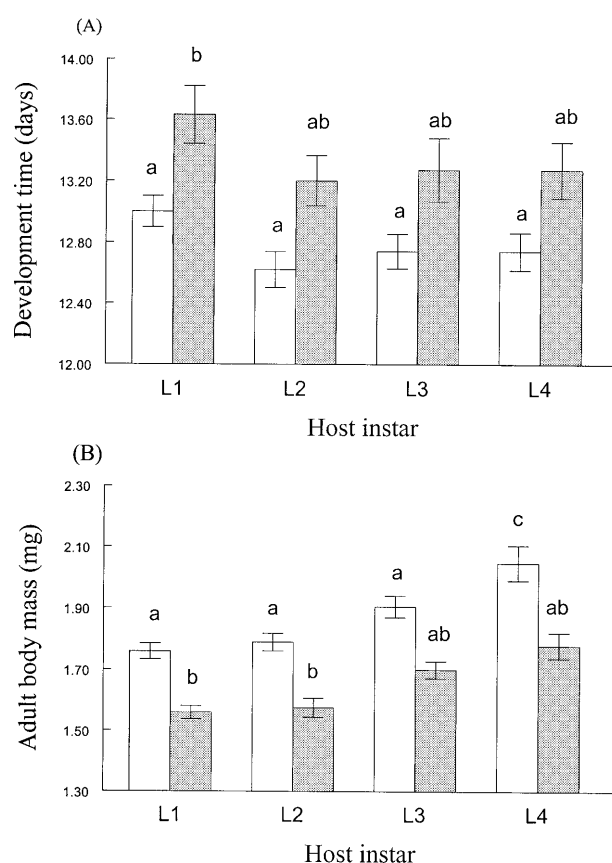 (A)
Development time (days)
14.00
13.60
13.20
12.80
12.40
12.00
a b a ab a ab a ab
L1 L2 L3 L4
Host instar
(B)
Adult body mass (mg)
2.30
2.10
1.90
1.70
1.50
1.30
a b a b a ab c ab
L1 L2 L3 L4
Host instar